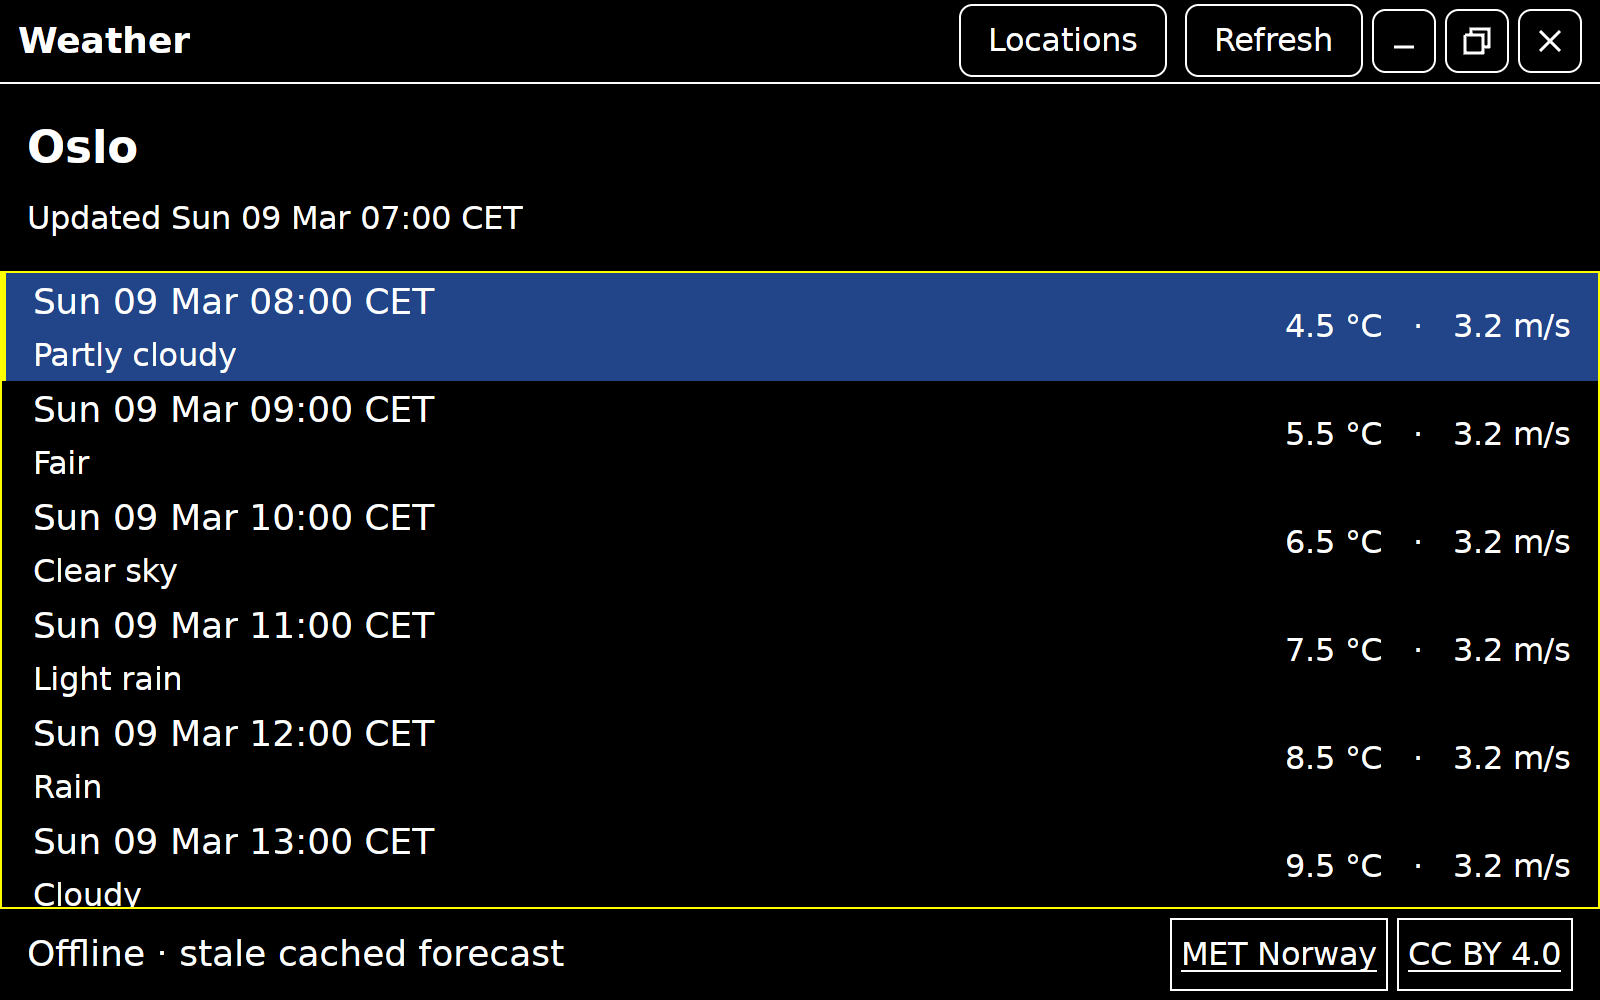 Weather Locations Refresh
Oslo
Updated Sun 09 Mar 07:00 CET
Sun 09 Mar 08:00 CET
Partly cloudy
4.5 °C · 3.2 m/s
Sun 09 Mar 09:00 CET
Fair
5.5 °C · 3.2 m/s
Sun 09 Mar 10:00 CET
Clear sky
6.5 °C · 3.2 m/s
Sun 09 Mar 11:00 CET
Light rain
7.5 °C · 3.2 m/s
Sun 09 Mar 12:00 CET
Rain
8.5 °C · 3.2 m/s
Sun 09 Mar 13:00 CET
Cloudy
9.5 °C · 3.2 m/s
Offline · stale cached forecast MET Norway CC BY 4.0